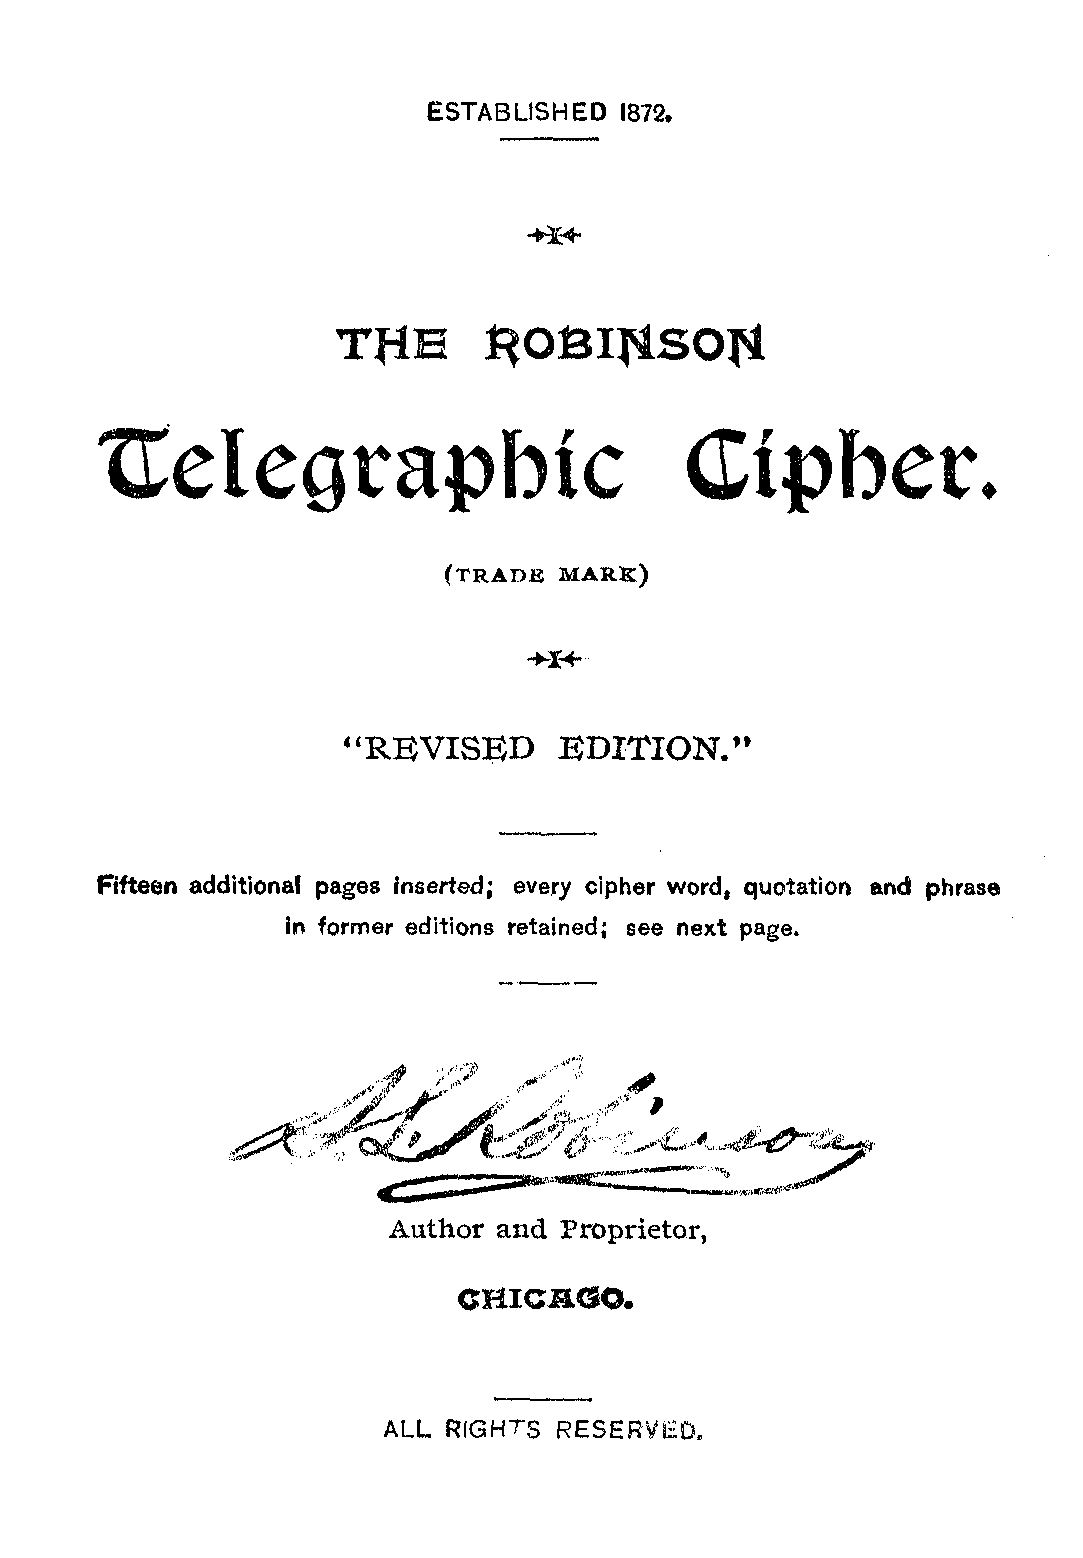 ESTABLISHED 1872.
THE ROBINSON
Telegraphic Cipher.
(TRADE MARK)
"REVISED EDITION."
Fifteen additional pages inserted; every cipher word, quotation and phrase
in former editions retained; see next page.
S. L. Robinson
Author and Proprietor,
CHICAGO.
ALL RIGHTS RESERVED.